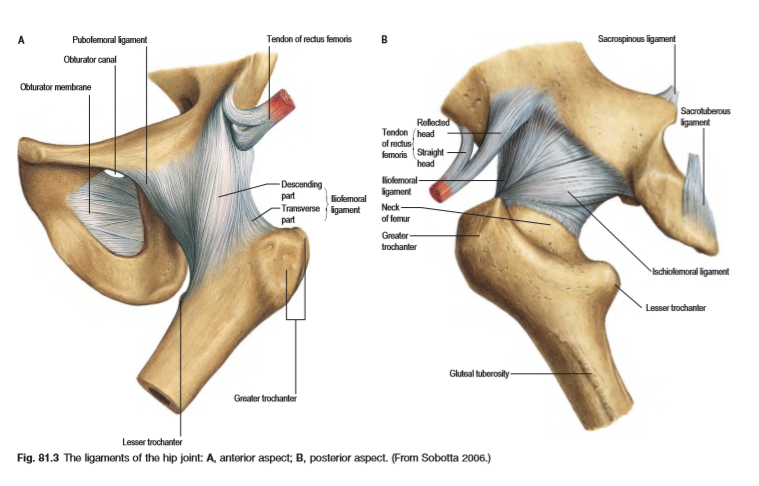 A
Pubofemoral ligament
Tendon of rectus femoris
Obturator canal
Obturator membrane
Descending
part
Transverse
part
Iliofemoral
ligament
Greater trochanter
Lesser trochanter
B
Sacrospinous ligament
Sacrotuberous
ligament
Tendon
of rectus
femoris
Reflected
head
Straight
head
Iliofemoral
ligament
Neck
of femur
Greater
trochanter
Ischiofemoral ligament
Lesser trochanter
Gluteal tuberosity
Fig. 81.3 The ligaments of the hip joint: A, anterior aspect; B, posterior aspect. (From Sobotta 2006.)